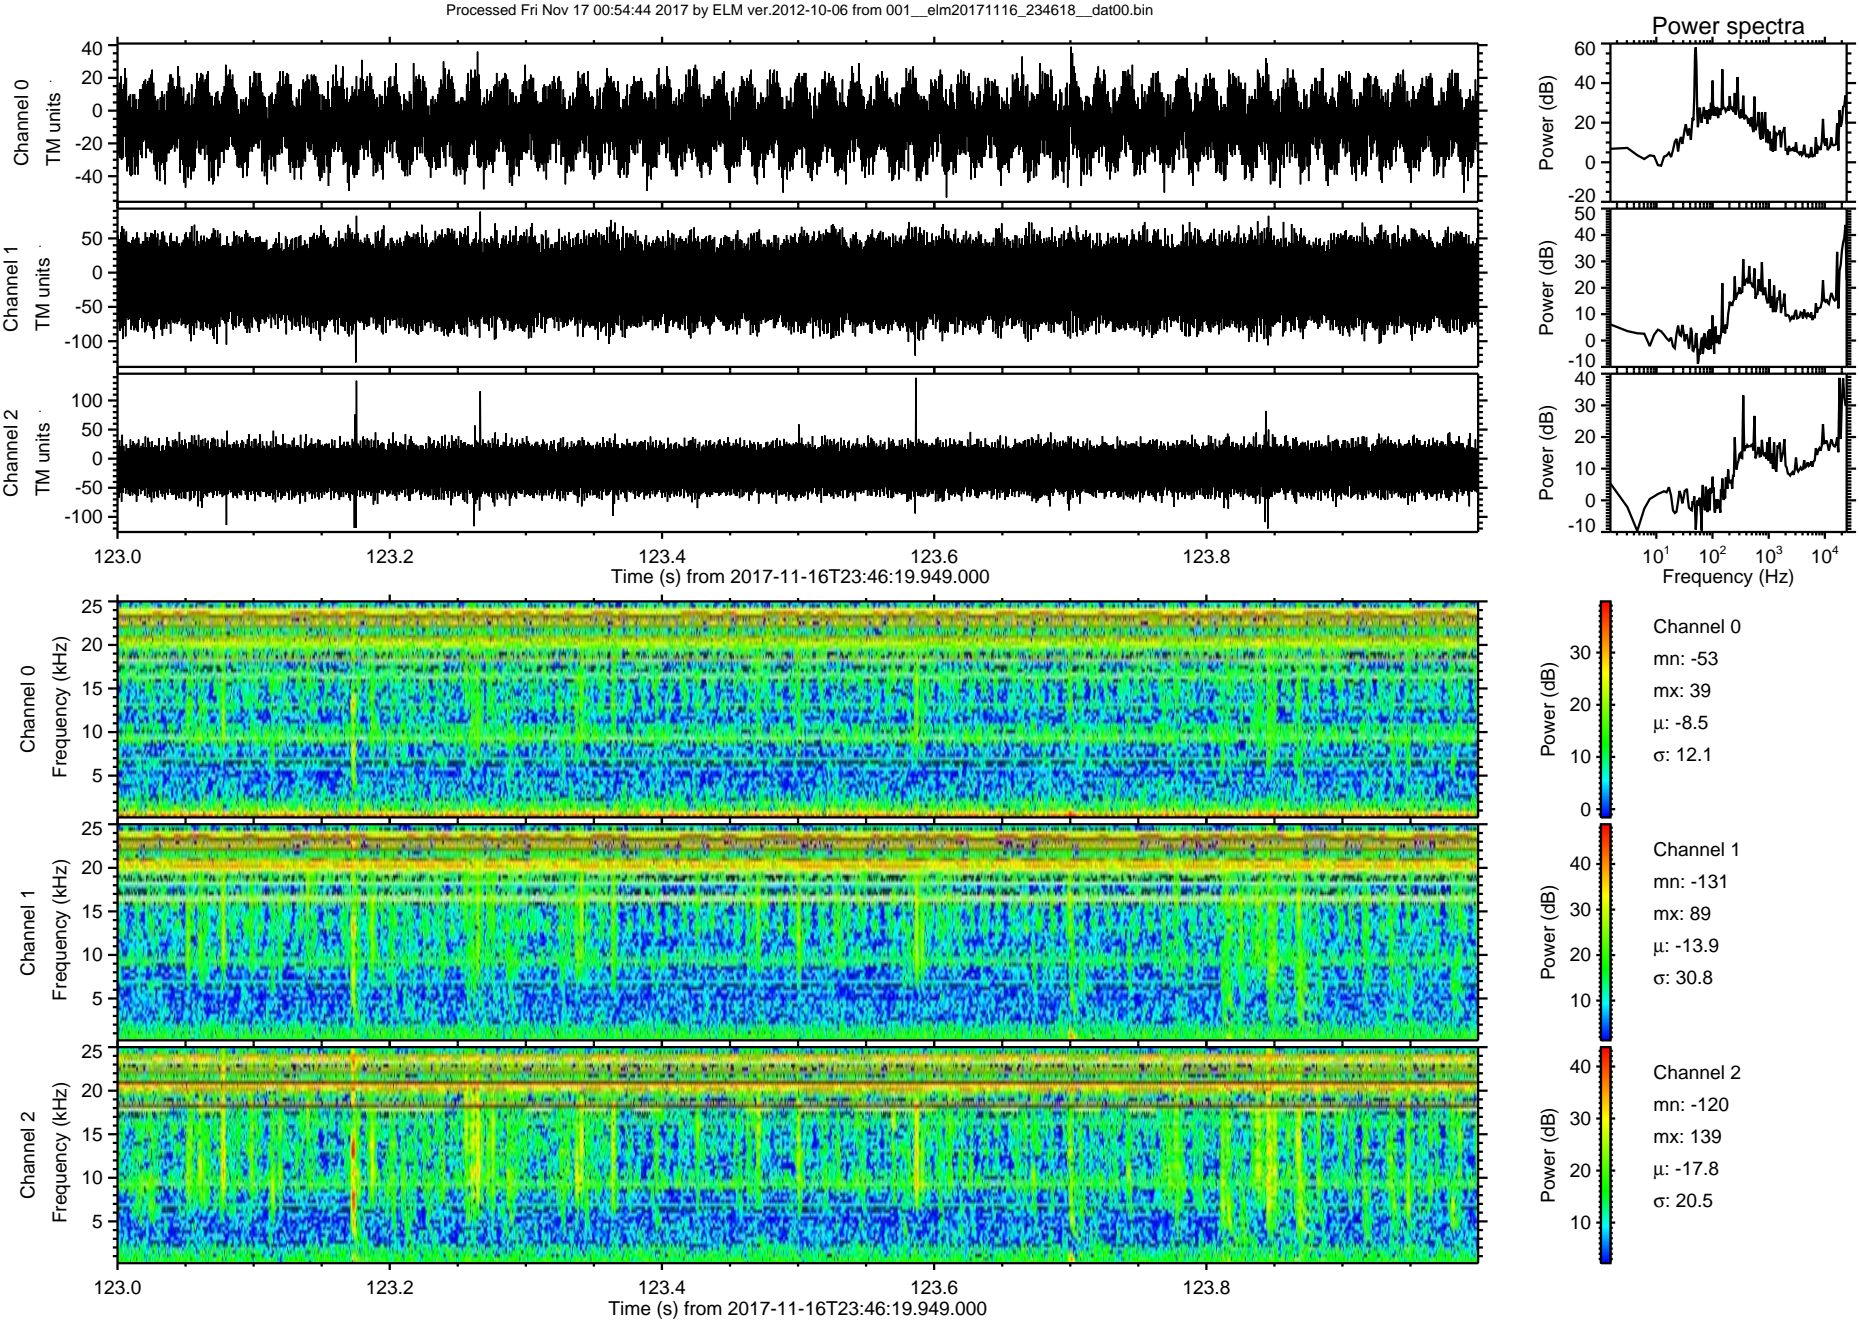 Processed Fri Nov 17 00:54:44 2017 by ELM ver.2012-10-06 from 001__elm20171116_234618__dat00.bin
Power spectra
Channel 0
TM units
40
20
0
-20
-40
Power (dB)
60
40
20
0
-20
Channel 1
TM units
50
0
-50
-100
Power (dB)
50
40
30
20
10
0
-10
Channel 2
TM units
100
50
0
-50
-100
Power (dB)
40
30
20
10
0
-10
123.0 123.2 123.4 123.6 123.8
Time (s) from 2017-11-16T23:46:19.949.000
10¹ 10² 10³ 10⁴
Frequency (Hz)
Channel 0
Frequency (kHz)
25
20
15
10
5
Power (dB)
30
20
10
0
Channel 0
mn: -53
mx: 39
μ: -8.5
σ: 12.1
Channel 1
Frequency (kHz)
25
20
15
10
5
Power (dB)
40
30
20
10
Channel 1
mn: -131
mx: 89
μ: -13.9
σ: 30.8
Channel 2
Frequency (kHz)
25
20
15
10
5
Power (dB)
40
30
20
10
Channel 2
mn: -120
mx: 139
μ: -17.8
σ: 20.5
123.0 123.2 123.4 123.6 123.8
Time (s) from 2017-11-16T23:46:19.949.000